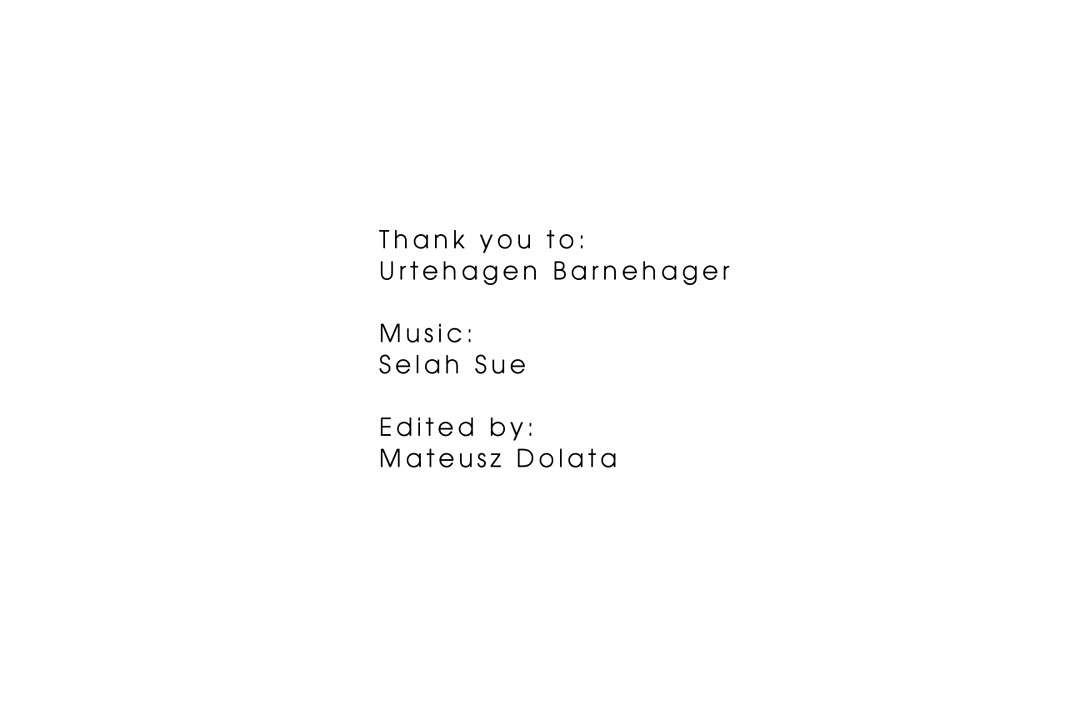 Thank you to:
Urtehagen Barnehager
Music:
Selah Sue
Edited by:
Mateusz Dolata